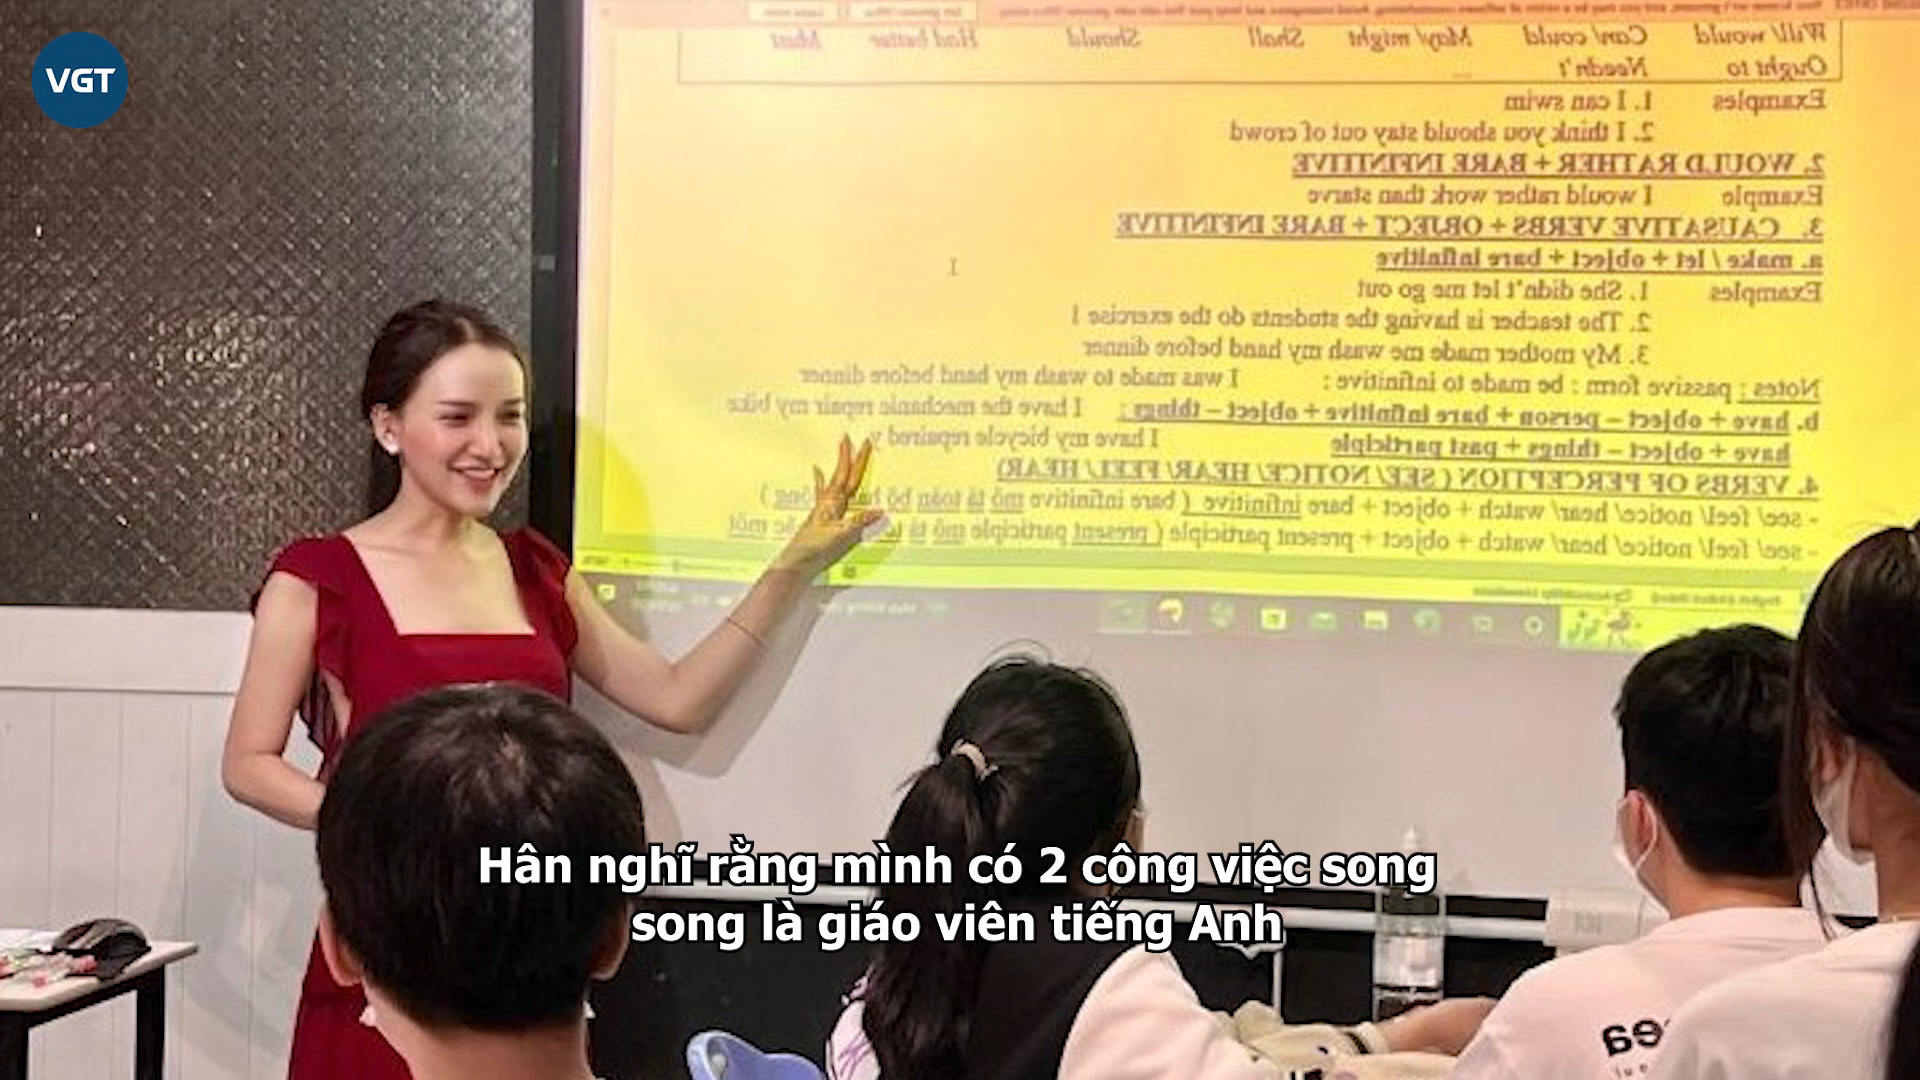 VGT
Will/ would Can/ could May/ might Shall Should Had better Must
Ought to Needn't ...
Examples 1. I can swim
2. I think you should stay out of crowd
2. WOULD RATHER + BARE INFINITIVE
Example I would rather work than starve
3. CAUSATIVE VERBS + OBJECT + BARE INFINITIVE
a. make / let + object + bare infinitive
Examples 1. She didn't let me go out
2. The teacher is having the students do the exercise
3. My mother made me wash my hand before dinner
Notes : passive form : be made to infinitive : I was made to wash my hand before dinner
b. have + object – person + bare infinitive + object – things : I have the mechanic repair my bike
have + object – things + past participle I have my bicycle repaired
4. VERBS OF PERCEPTION ( SEE/ NOTICE/ HEAR/ FEEL/ HEAR)
- see/ feel/ notice/ hear/ watch + object + bare infinitive ( bare infinitive mô tả toàn bộ
- see/ feel/ notice/ hear/ watch + object + present participle ( present participle mô tả một
Hân nghĩ rằng mình có 2 công việc song
song là giáo viên tiếng Anh